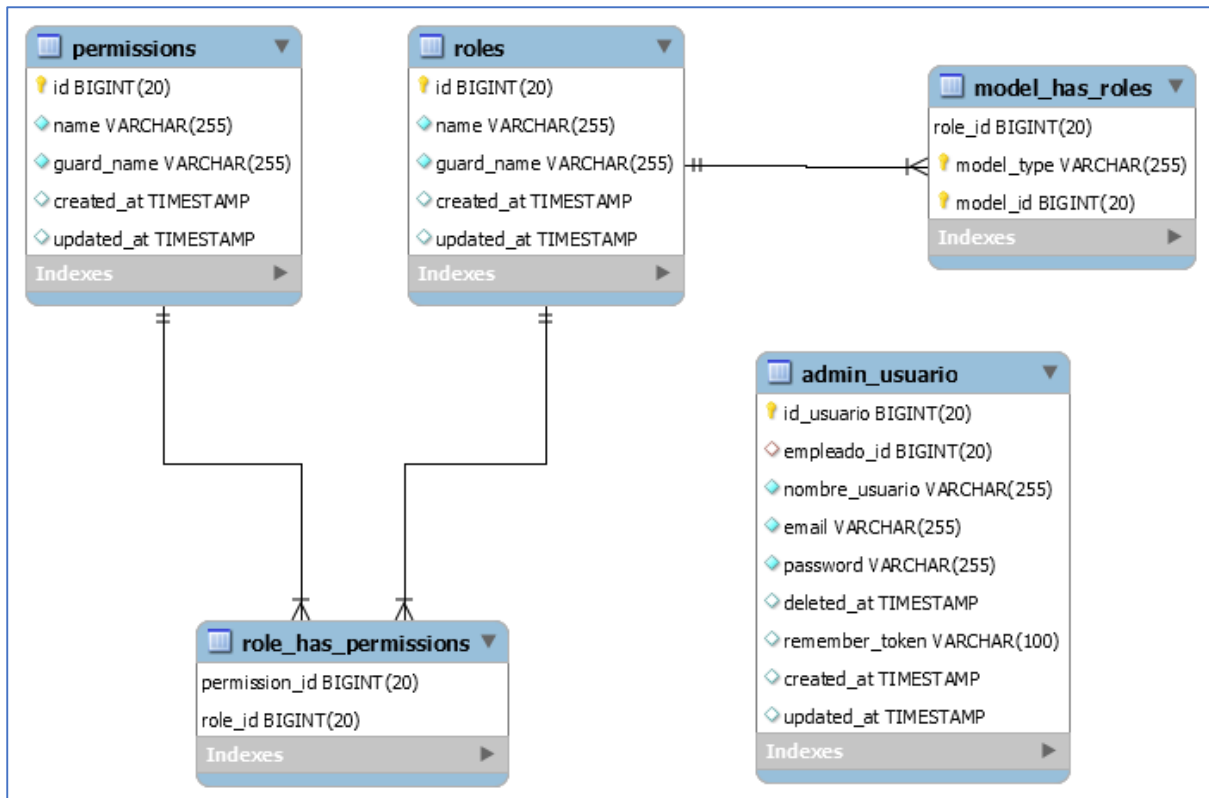 permissions
id BIGINT(20)
name VARCHAR(255)
guard_name VARCHAR(255)
created_at TIMESTAMP
updated_at TIMESTAMP
Indexes
roles
id BIGINT(20)
name VARCHAR(255)
guard_name VARCHAR(255)
created_at TIMESTAMP
updated_at TIMESTAMP
Indexes
model_has_roles
role_id BIGINT(20)
model_type VARCHAR(255)
model_id BIGINT(20)
Indexes
admin_usuario
id_usuario BIGINT(20)
empleado_id BIGINT(20)
nombre_usuario VARCHAR(255)
email VARCHAR(255)
password VARCHAR(255)
deleted_at TIMESTAMP
remember_token VARCHAR(100)
created_at TIMESTAMP
updated_at TIMESTAMP
Indexes
role_has_permissions
permission_id BIGINT(20)
role_id BIGINT(20)
Indexes